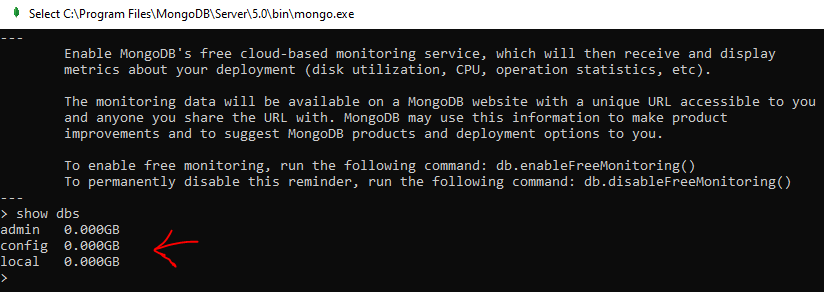 Select C:\Program Files\MongoDB\Server\5.0\bin\mongo.exe
---
Enable MongoDB's free cloud-based monitoring service, which will then receive and display
metrics about your deployment (disk utilization, CPU, operation statistics, etc).
The monitoring data will be available on a MongoDB website with a unique URL accessible to you
and anyone you share the URL with. MongoDB may use this information to make product
improvements and to suggest MongoDB products and deployment options to you.
To enable free monitoring, run the following command: db.enableFreeMonitoring()
To permanently disable this reminder, run the following command: db.disableFreeMonitoring()
---
> show dbs
admin   0.000GB
config  0.000GB
local   0.000GB
>